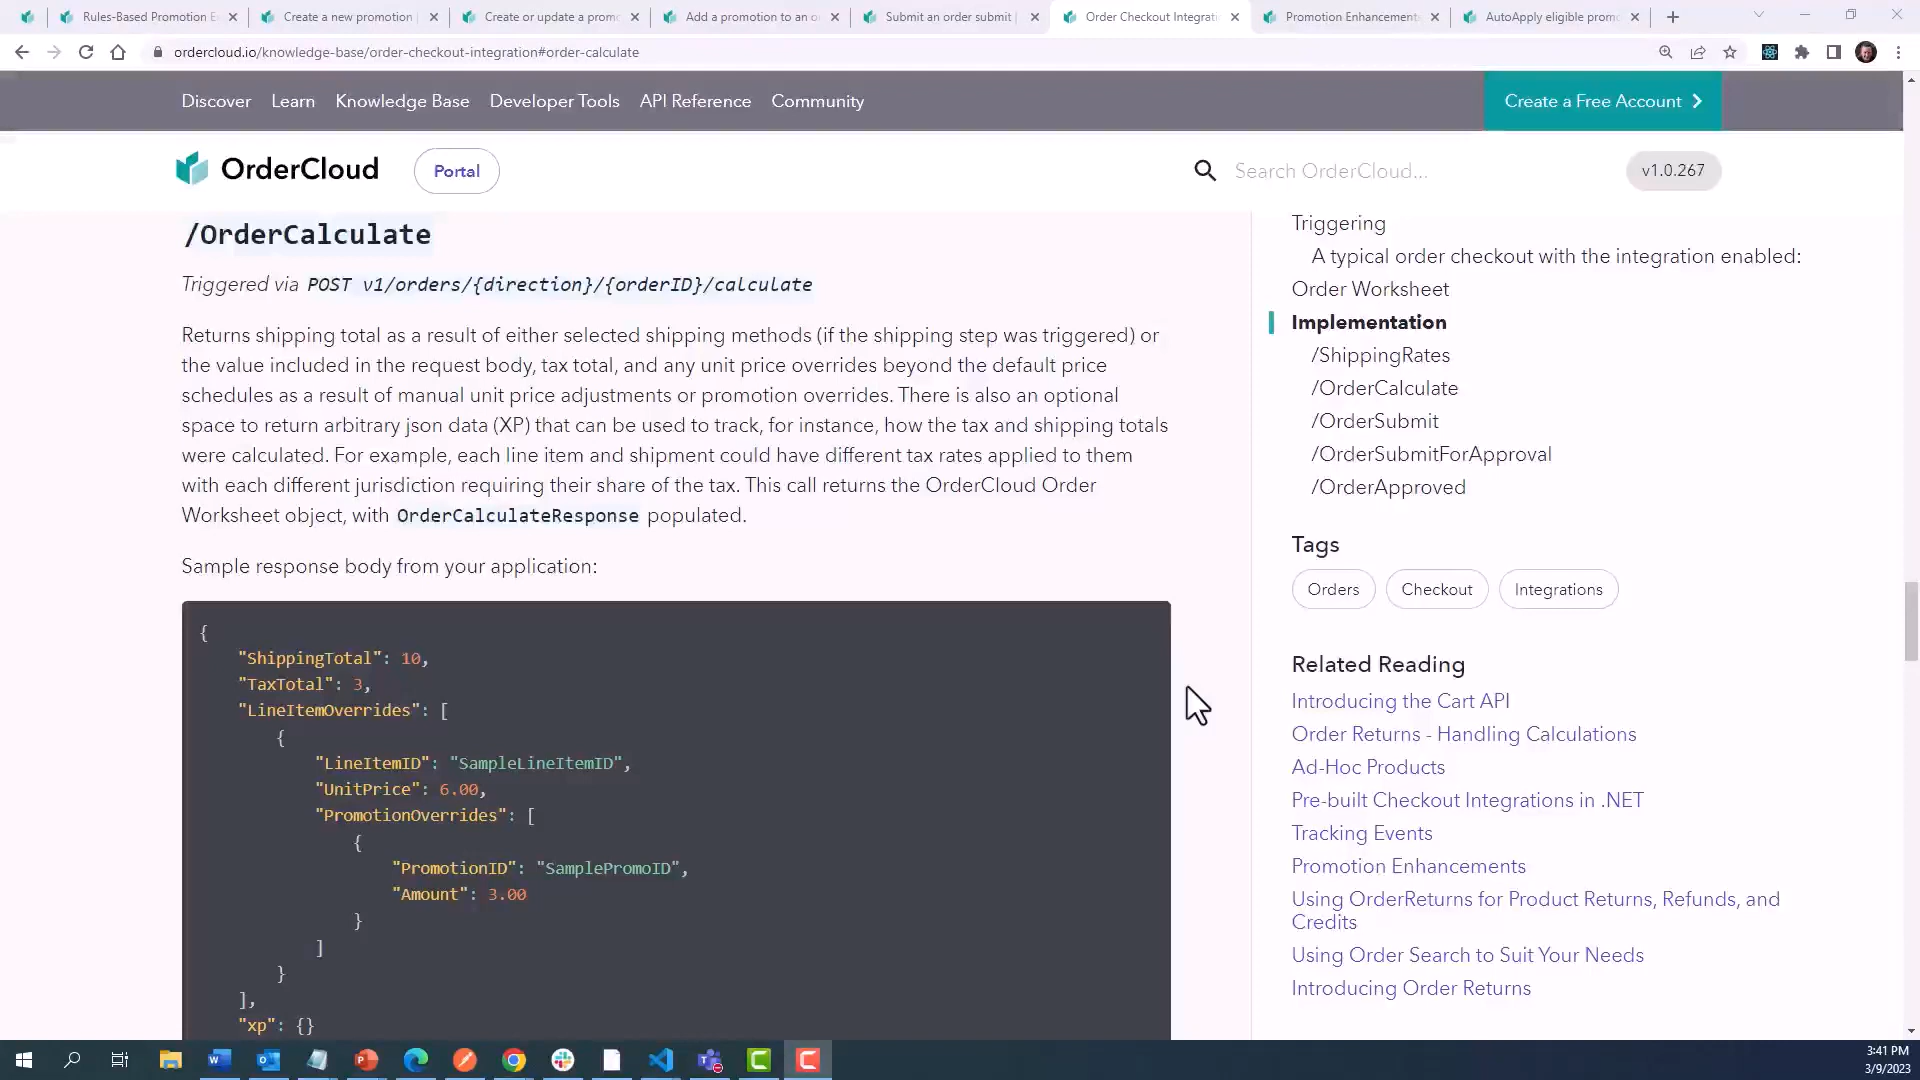 Rules-Based Promotion E
Create a new promotion
Create or update a promo
Add a promotion to an o
Submit an order submit
Order Checkout Integrati
Promotion Enhancement
AutoApply eligible promo
ordercloud.io/knowledge-base/order-checkout-integration#order-calculate
Discover Learn Knowledge Base Developer Tools API Reference Community
Create a Free Account
OrderCloud
Portal
Search OrderCloud...
v1.0.267
/OrderCalculate
Triggered via POST v1/orders/{direction}/{orderID}/calculate
Returns shipping total as a result of either selected shipping methods (if the shipping step was triggered) or
the value included in the request body, tax total, and any unit price overrides beyond the default price
schedules as a result of manual unit price adjustments or promotion overrides. There is also an optional
space to return arbitrary json data (XP) that can be used to track, for instance, how the tax and shipping totals
were calculated. For example, each line item and shipment could have different tax rates applied to them
with each different jurisdiction requiring their share of the tax. This call returns the OrderCloud Order
Worksheet object, with OrderCalculateResponse populated.
Sample response body from your application:
{
"ShippingTotal": 10,
"TaxTotal": 3,
"LineItemOverrides": [
{
"LineItemID": "SampleLineItemID",
"UnitPrice": 6.00,
"PromotionOverrides": [
{
"PromotionID": "SamplePromoID",
"Amount": 3.00
}
]
}
],
"xp": {}
Triggering
A typical order checkout with the integration enabled:
Order Worksheet
Implementation
/ShippingRates
/OrderCalculate
/OrderSubmit
/OrderSubmitForApproval
/OrderApproved
Tags
Orders
Checkout
Integrations
Related Reading
Introducing the Cart API
Order Returns - Handling Calculations
Ad-Hoc Products
Pre-built Checkout Integrations in .NET
Tracking Events
Promotion Enhancements
Using OrderReturns for Product Returns, Refunds, and
Credits
Using Order Search to Suit Your Needs
Introducing Order Returns
3:41 PM
3/9/2023